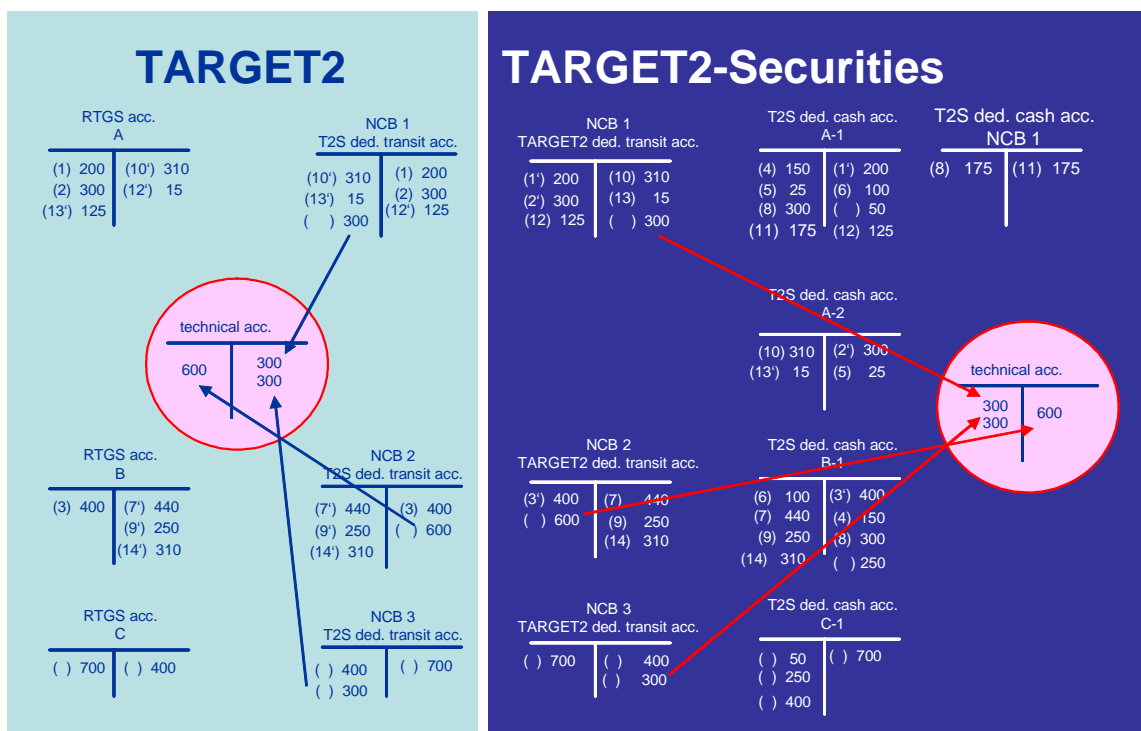 TARGET2
RTGS acc.
A
(1) 200 (10‘) 310
(2) 300 (12‘) 15
(13‘) 125
NCB 1
T2S ded. transit acc.
(10‘) 310 (1) 200
(13‘) 15 (2) 300
( ) 300 (12‘) 125
technical acc.
600 300
300
RTGS acc.
B
(3) 400 (7‘) 440
(9‘) 250
(14‘) 310
NCB 2
T2S ded. transit acc.
(7‘) 440 (3) 400
(9‘) 250 ( ) 600
(14‘) 310
RTGS acc.
C
( ) 700 ( ) 400
NCB 3
T2S ded. transit acc.
( ) 400 ( ) 700
( ) 300
TARGET2-Securities
NCB 1
TARGET2 ded. transit acc.
(1‘) 200 (10) 310
(2‘) 300 (13) 15
(12) 125 ( ) 300
T2S ded. cash acc.
A-1
(4) 150 (1‘) 200
(5) 25 (6) 100
(8) 300 ( ) 50
(11) 175 (12) 125
T2S ded. cash acc.
NCB 1
(8) 175 (11) 175
T2S ded. cash acc.
A-2
(10) 310 (2‘) 300
(13‘) 15 (5) 25
technical acc.
300 600
300
NCB 2
TARGET2 ded. transit acc.
(3‘) 400 (7) 440
( ) 600 (9) 250
(14) 310
T2S ded. cash acc.
B-1
(6) 100 (3‘) 400
(7) 440 (4) 150
(9) 250 (8) 300
(14) 310 ( ) 250
NCB 3
TARGET2 ded. transit acc.
( ) 700 ( ) 400
( ) 300
T2S ded. cash acc.
C-1
( ) 50 ( ) 700
( ) 250
( ) 400